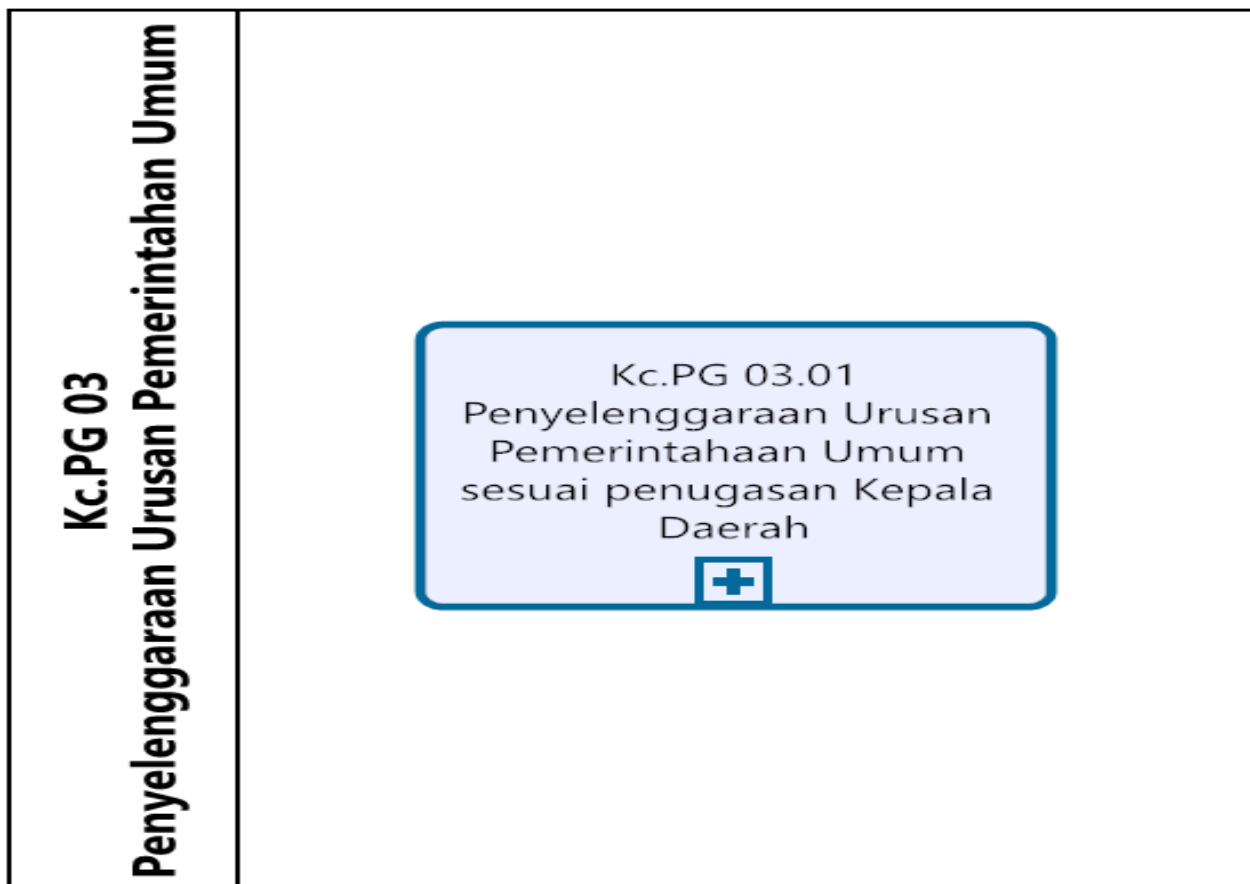 Kc.PG 03
Penyelenggaraan Urusan Pemerintahan Umum
Kc.PG 03.01
Penyelenggaraan Urusan
Pemerintahaan Umum
sesuai penugasan Kepala
Daerah